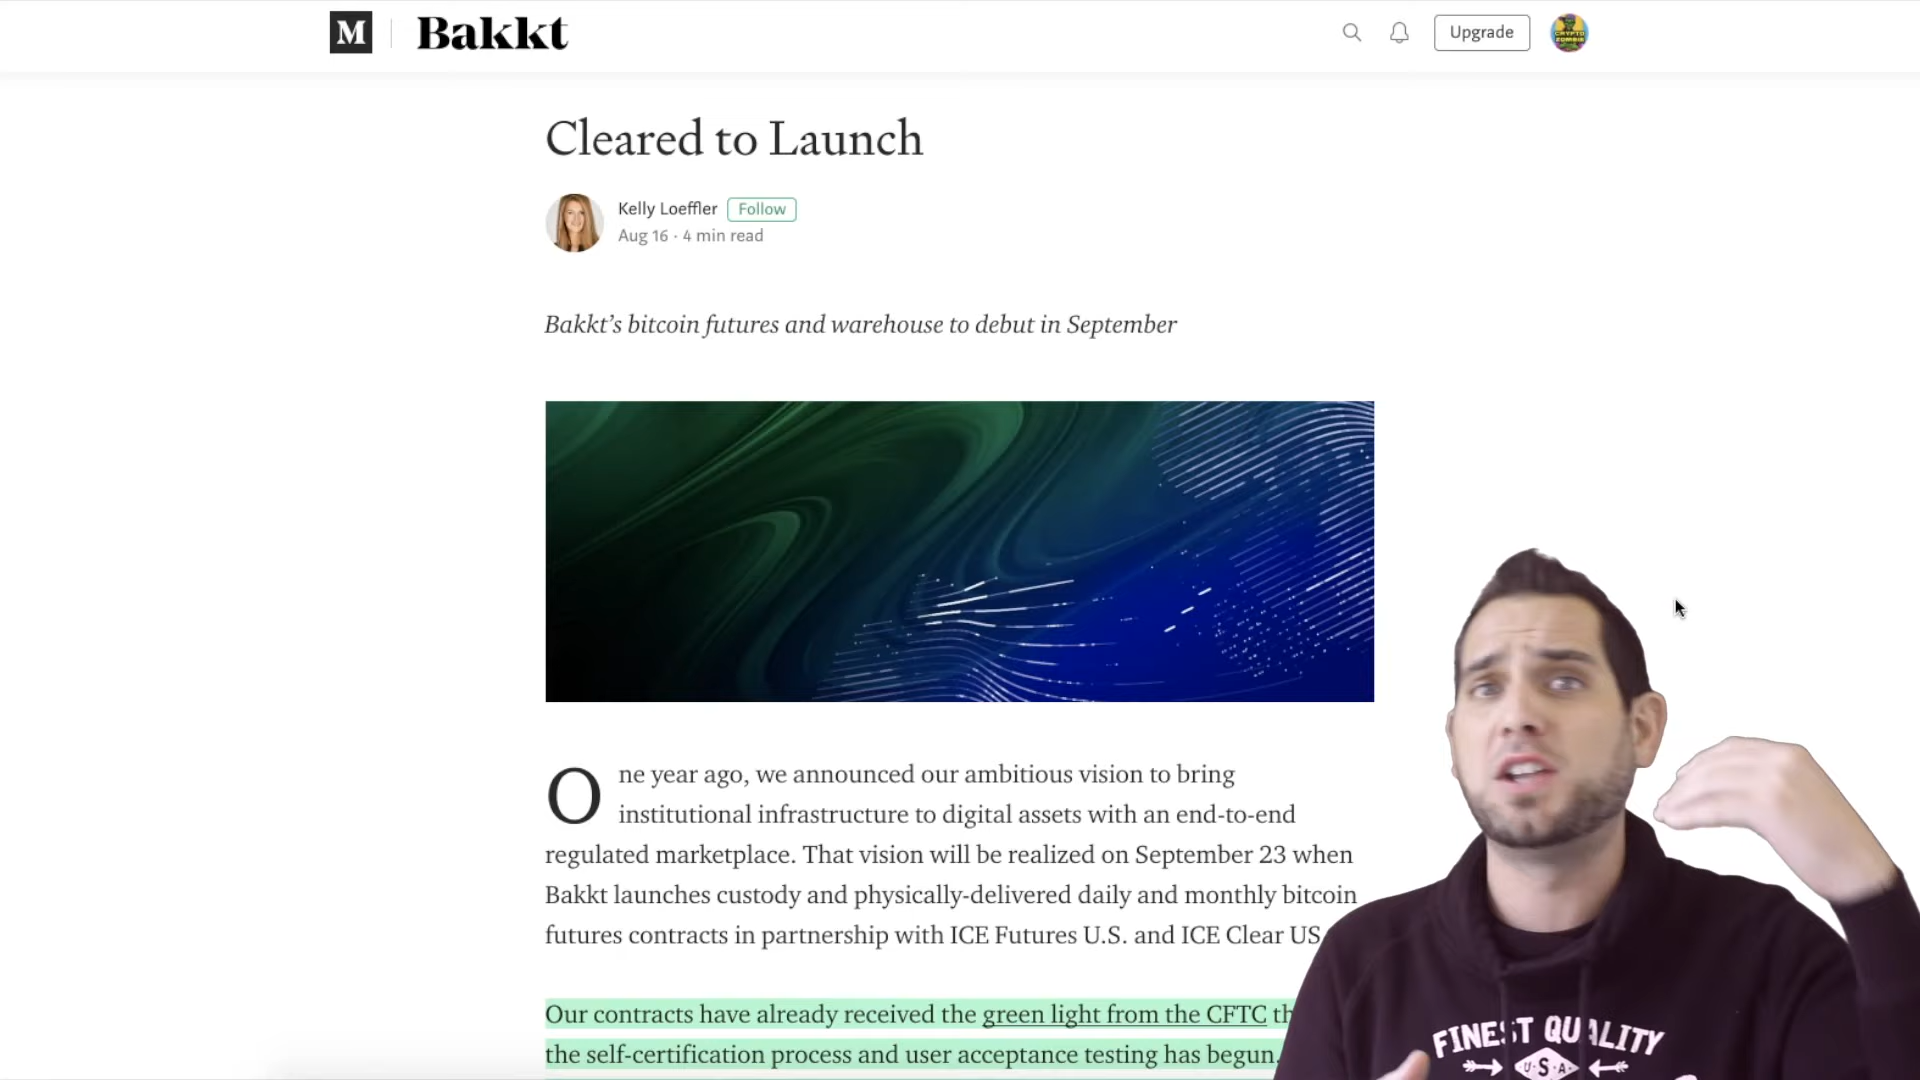 M Bakkt
Upgrade
CRYPTO
ZOMBIE
Cleared to Launch
Kelly Loeffler Follow
Aug 16 · 4 min read
Bakkt’s bitcoin futures and warehouse to debut in September
One year ago, we announced our ambitious vision to bring
institutional infrastructure to digital assets with an end-to-end
regulated marketplace. That vision will be realized on September 23 when
Bakkt launches custody and physically-delivered daily and monthly bitcoin
futures contracts in partnership with ICE Futures U.S. and ICE Clear US
Our contracts have already received the green light from the CFTC th
the self-certification process and user acceptance testing has begun.
FINEST QUALITY
U·S·A